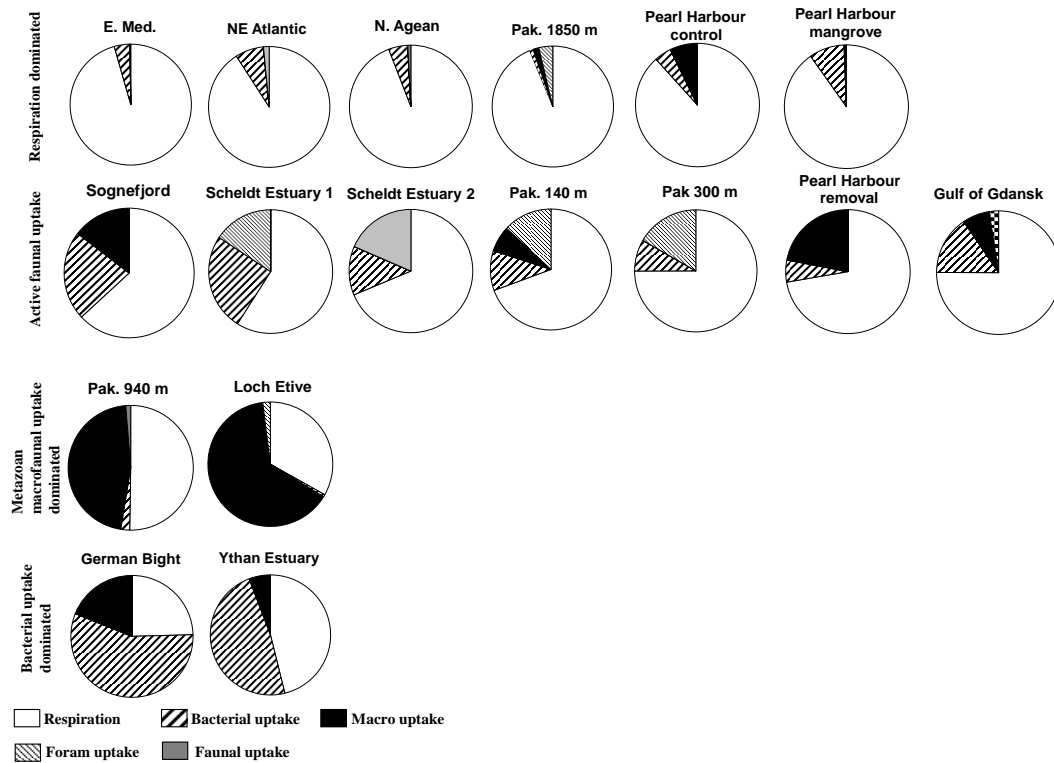 Respiration dominated
E. Med.
NE Atlantic
N. Agean
Pak. 1850 m
Pearl Harbour
control
Pearl Harbour
mangrove
Active faunal uptake
Sognefjord
Scheldt Estuary 1
Scheldt Estuary 2
Pak. 140 m
Pak 300 m
Pearl Harbour
removal
Gulf of Gdansk
Metazoan
macrofaunal uptake
dominated
Pak. 940 m
Loch Etive
Bacterial uptake
dominated
German Bight
Ythan Estuary
Respiration
Bacterial uptake
Macro uptake
Foram uptake
Faunal uptake